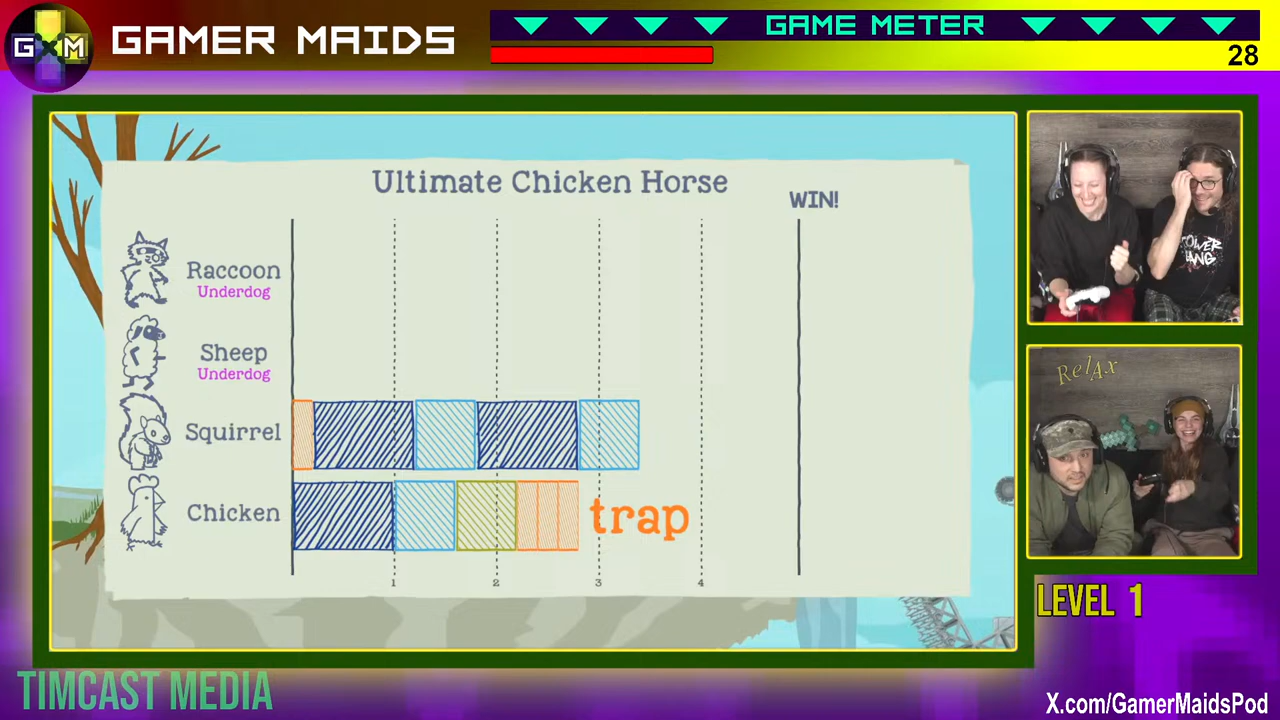 GXM
GAMER MAIDS
GAME METER
28
Ultimate Chicken Horse
WIN!
Raccoon
Underdog
Sheep
Underdog
Squirrel
Chicken
trap
1
2
3
4
RelAx
LEVEL 1
TIMCAST MEDIA
X.com/GamerMaidsPod